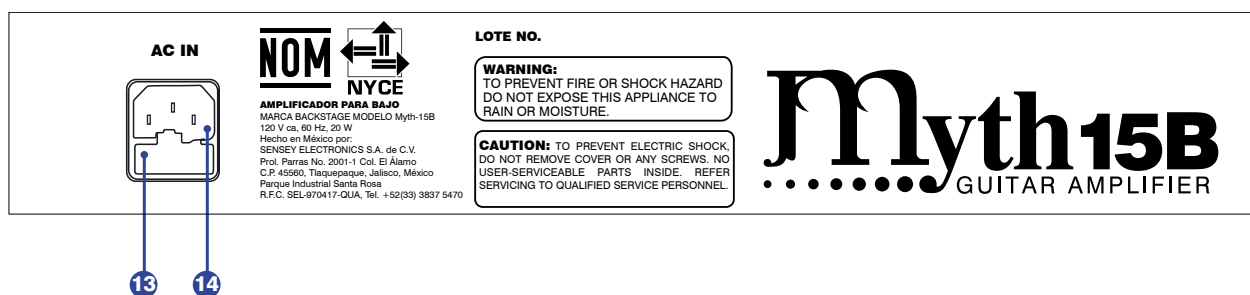 AC IN
NOM
NYCE
AMPLIFICADOR PARA BAJO
MARCA BACKSTAGE MODELO Myth-15B
120 V ca, 60 Hz, 20 W
Hecho en México por:
SENSEY ELECTRONICS S.A. de C.V.
Prol. Parras No. 2001-1 Col. El Álamo
C.P. 45560, Tlaquepaque, Jalisco, México
Parque Industrial Santa Rosa
R.F.C. SEL-970417-QUA, Tel. +52(33) 3837 5470
LOTE NO.
WARNING:
TO PREVENT FIRE OR SHOCK HAZARD
DO NOT EXPOSE THIS APPLIANCE TO
RAIN OR MOISTURE.
CAUTION: TO PREVENT ELECTRIC SHOCK,
DO NOT REMOVE COVER OR ANY SCREWS. NO
USER-SERVICEABLE PARTS INSIDE. REFER
SERVICING TO QUALIFIED SERVICE PERSONNEL.
Myth15B
GUITAR AMPLIFIER
13 14